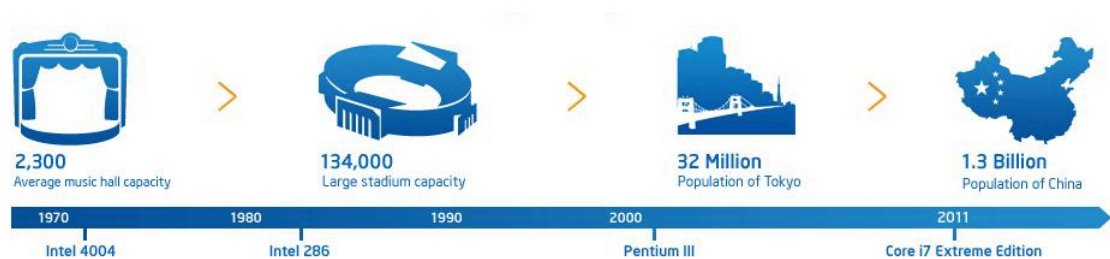 2,300
Average music hall capacity
134,000
Large stadium capacity
32 Million
Population of Tokyo
1.3 Billion
Population of China
1970
1980
1990
2000
2011
Intel 4004
Intel 286
Pentium III
Core i7 Extreme Edition